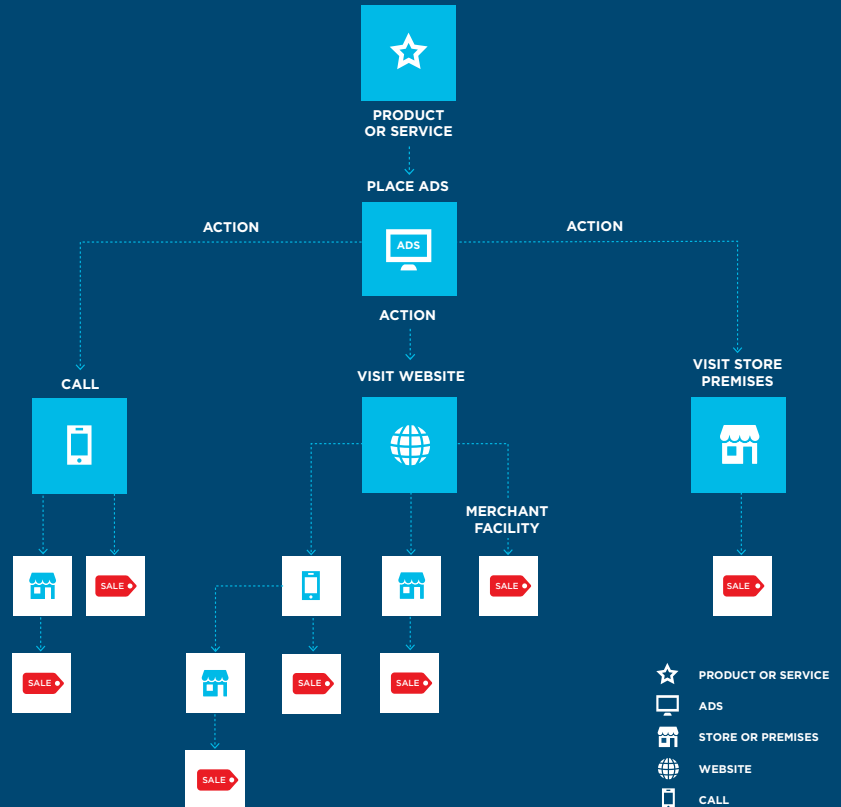 PRODUCT
OR SERVICE
PLACE ADS
ACTION
ACTION
ADS
ACTION
CALL
VISIT WEBSITE
VISIT STORE
PREMISES
MERCHANT
FACILITY
SALE
SALE
SALE
SALE
SALE
SALE
SALE
PRODUCT OR SERVICE
ADS
STORE OR PREMISES
WEBSITE
CALL